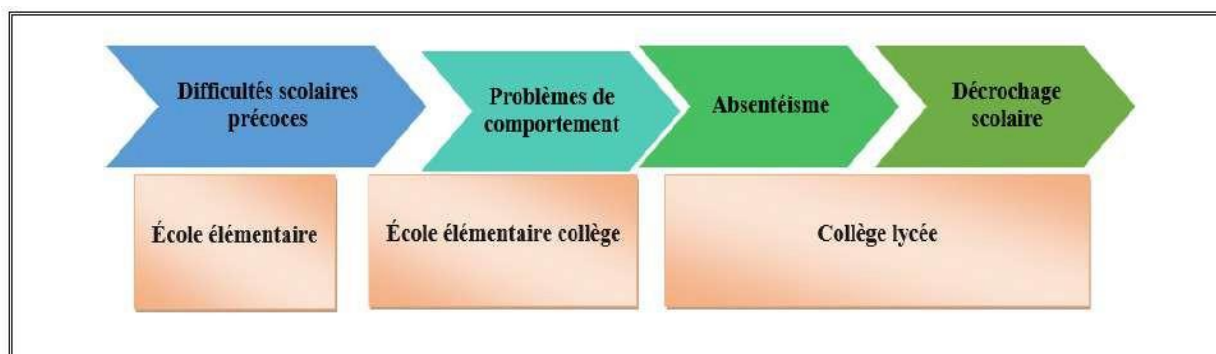 Difficultés scolaires
précoces
Problèmes de
comportement
Absentéisme
Décrochage
scolaire
École élémentaire
École élémentaire collège
Collège lycée